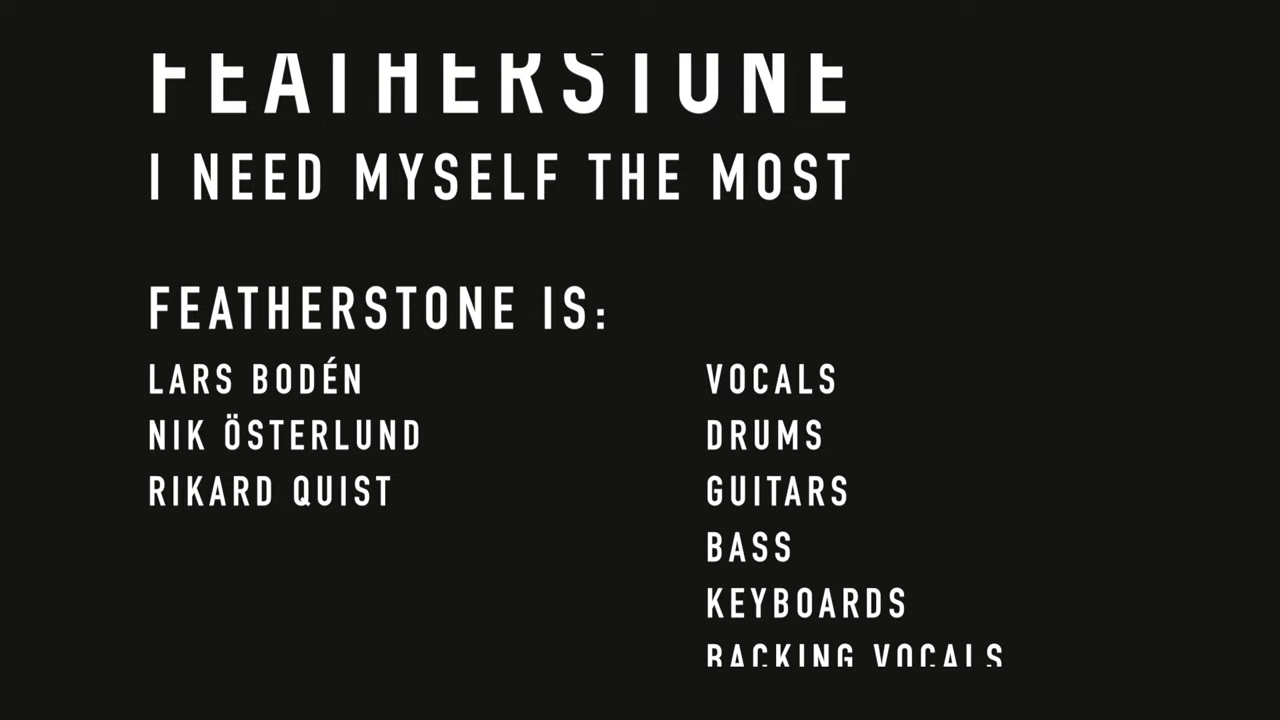 FEATHERSTONE
I NEED MYSELF THE MOST
FEATHERSTONE IS:
LARS BODÉN VOCALS
NIK ÖSTERLUND DRUMS
RIKARD QUIST GUITARS
BASS
KEYBOARDS
BACKING VOCALS